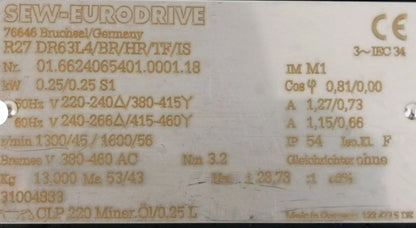 SEW-EURODRIVE
76646 Bruchsal/Germany CE
R27 DR63L4/BR/HR/TF/IS 3~IEC 34
Nr. 01.6624065401.0001.18 IM M1
kW 0.25/0.25 S1 Cos φ 0,81/0,00
50Hz V 220-240△/380-415Y A 1,27/0,73
60Hz V 240-266△/415-460Y A 1,15/0,66
r/min 1300/45 / 1600/56 IP 54 Iso.Kl F
Bremse V 380-460 AC Nm 3.2 Gleichrichter ohne
Kg 13,000 Ma 53/43 i 28,78 :1
31004933
CLP 220 Miner.Öl/0.25 L Made in Germany